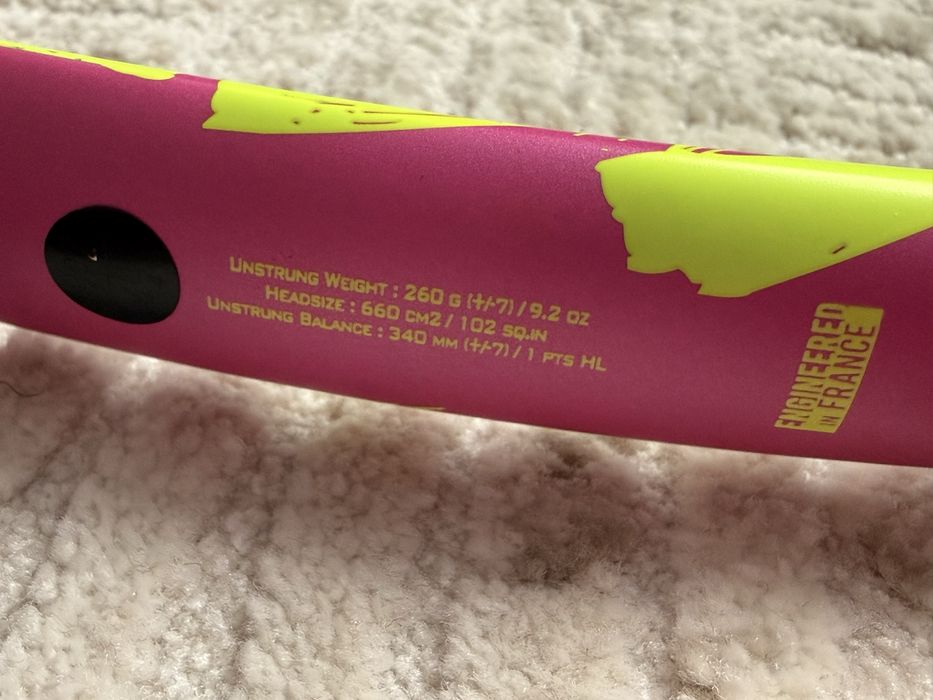 Unstrung Weight : 260 g (+/-7) / 9.2 oz
Headsize : 660 cm2 / 102 sq.in
Unstrung Balance : 340 mm (+/-7) / 1 pts HL
ENGINEERED
IN FRANCE